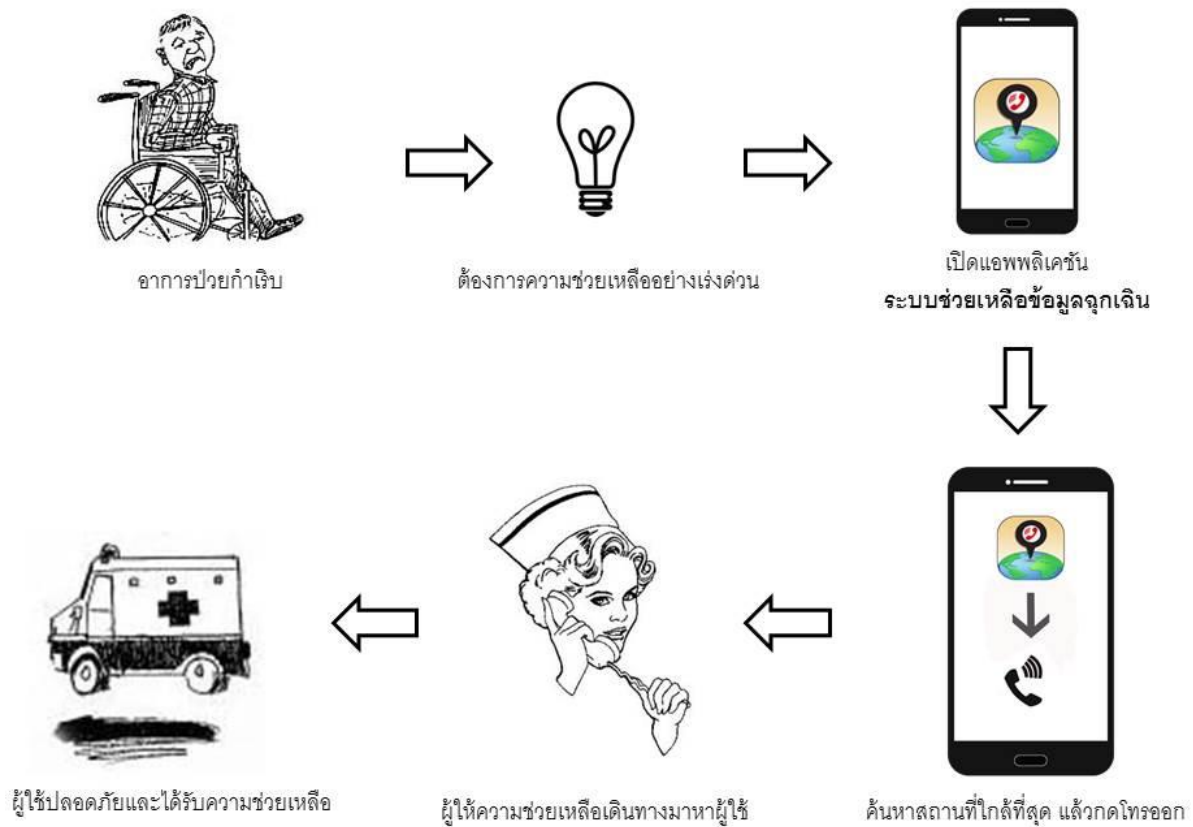 อาการป่วยกำเริบ
ต้องการความช่วยเหลืออย่างเร่งด่วน
เปิดแอพพลิเคชัน
ระบบช่วยเหลือข้อมูลฉุกเฉิน
ค้นหาสถานที่ใกล้ที่สุด แล้วกดโทรออก
ผู้ให้ความช่วยเหลือเดินทางมาหาผู้ใช้
ผู้ใช้ปลอดภัยและได้รับความช่วยเหลือ